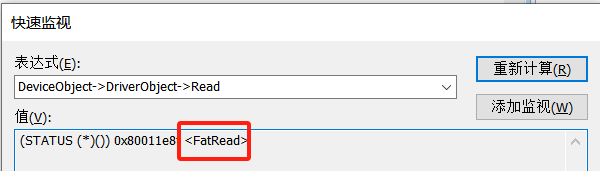 快速监视
表达式(E):
DeviceObject->DriverObject->Read
重新计算(R)
添加监视(W)
值(V):
(STATUS (*)()) 0x80011e8 <FatRead>